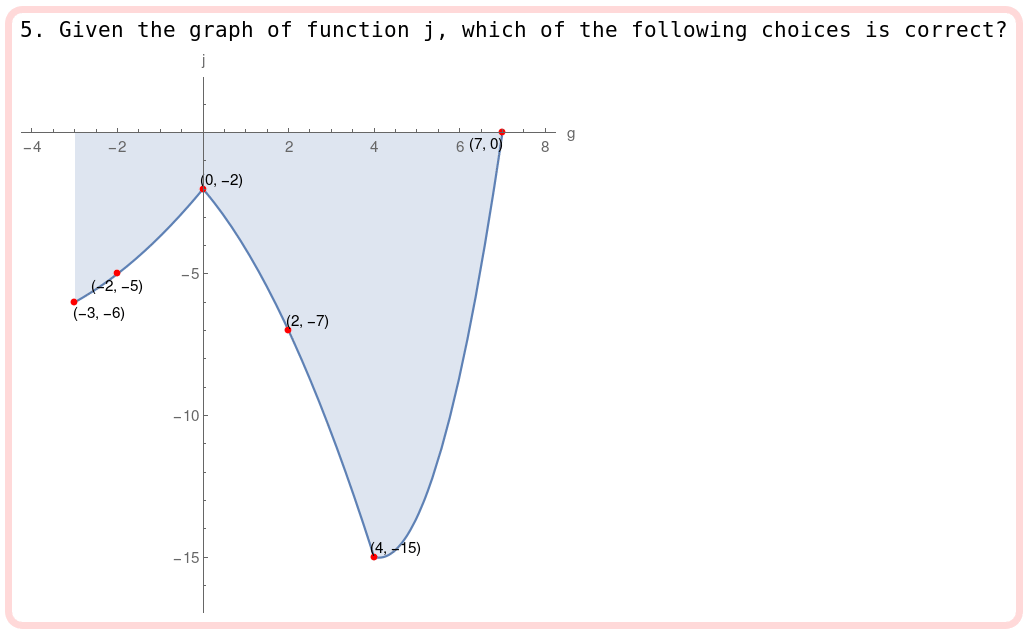 5. Given the graph of function j, which of the following choices is correct?
j
g
−4 −2 2 4 6 8
(7, 0)
(0, −2)
−5
(−2, −5)
(−3, −6)
(2, −7)
−10
(4, −15)
−15